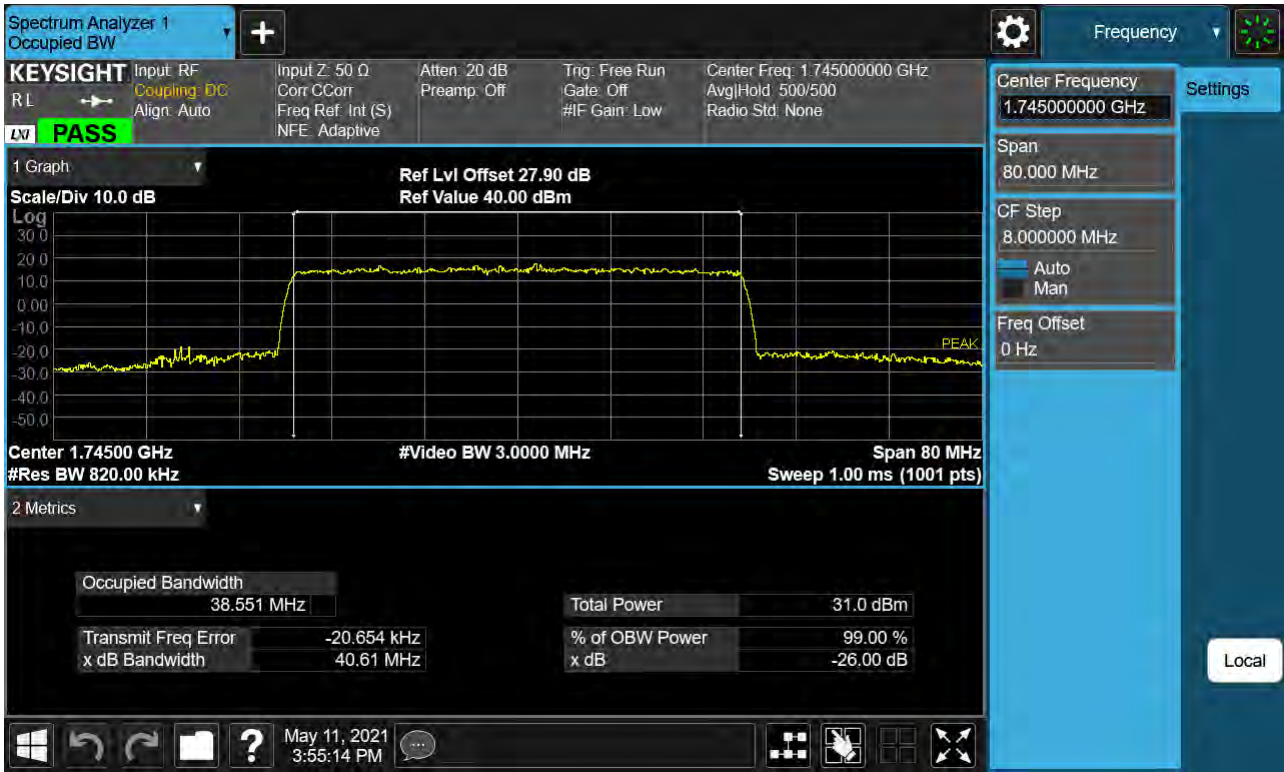 Spectrum Analyzer 1
Occupied BW
+
Frequency
KEYSIGHT
R L
LXI
PASS
Input: RF
Coupling: DC
Align: Auto
Input Z: 50 Ω
Corr CCorr
Freq Ref: Int (S)
NFE: Adaptive
Atten: 20 dB
Preamp: Off
Trig: Free Run
Gate: Off
#IF Gain: Low
Center Freq: 1.745000000 GHz
Avg|Hold: 500/500
Radio Std: None
Center Frequency
1.745000000 GHz
Settings
Span
80.000 MHz
CF Step
8.000000 MHz
Auto
Man
Freq Offset
0 Hz
Local
1 Graph
Scale/Div 10.0 dB
Ref Lvl Offset 27.90 dB
Ref Value 40.00 dBm
Log
30.0
20.0
10.0
0.00
-10.0
-20.0
-30.0
-40.0
-50.0
PEAK
Center 1.74500 GHz
#Video BW 3.0000 MHz
Span 80 MHz
#Res BW 820.00 kHz
Sweep 1.00 ms (1001 pts)
2 Metrics
Occupied Bandwidth
38.551 MHz
Total Power 31.0 dBm
Transmit Freq Error -20.654 kHz
% of OBW Power 99.00 %
x dB Bandwidth 40.61 MHz
x dB -26.00 dB
?
May 11, 2021
3:55:14 PM